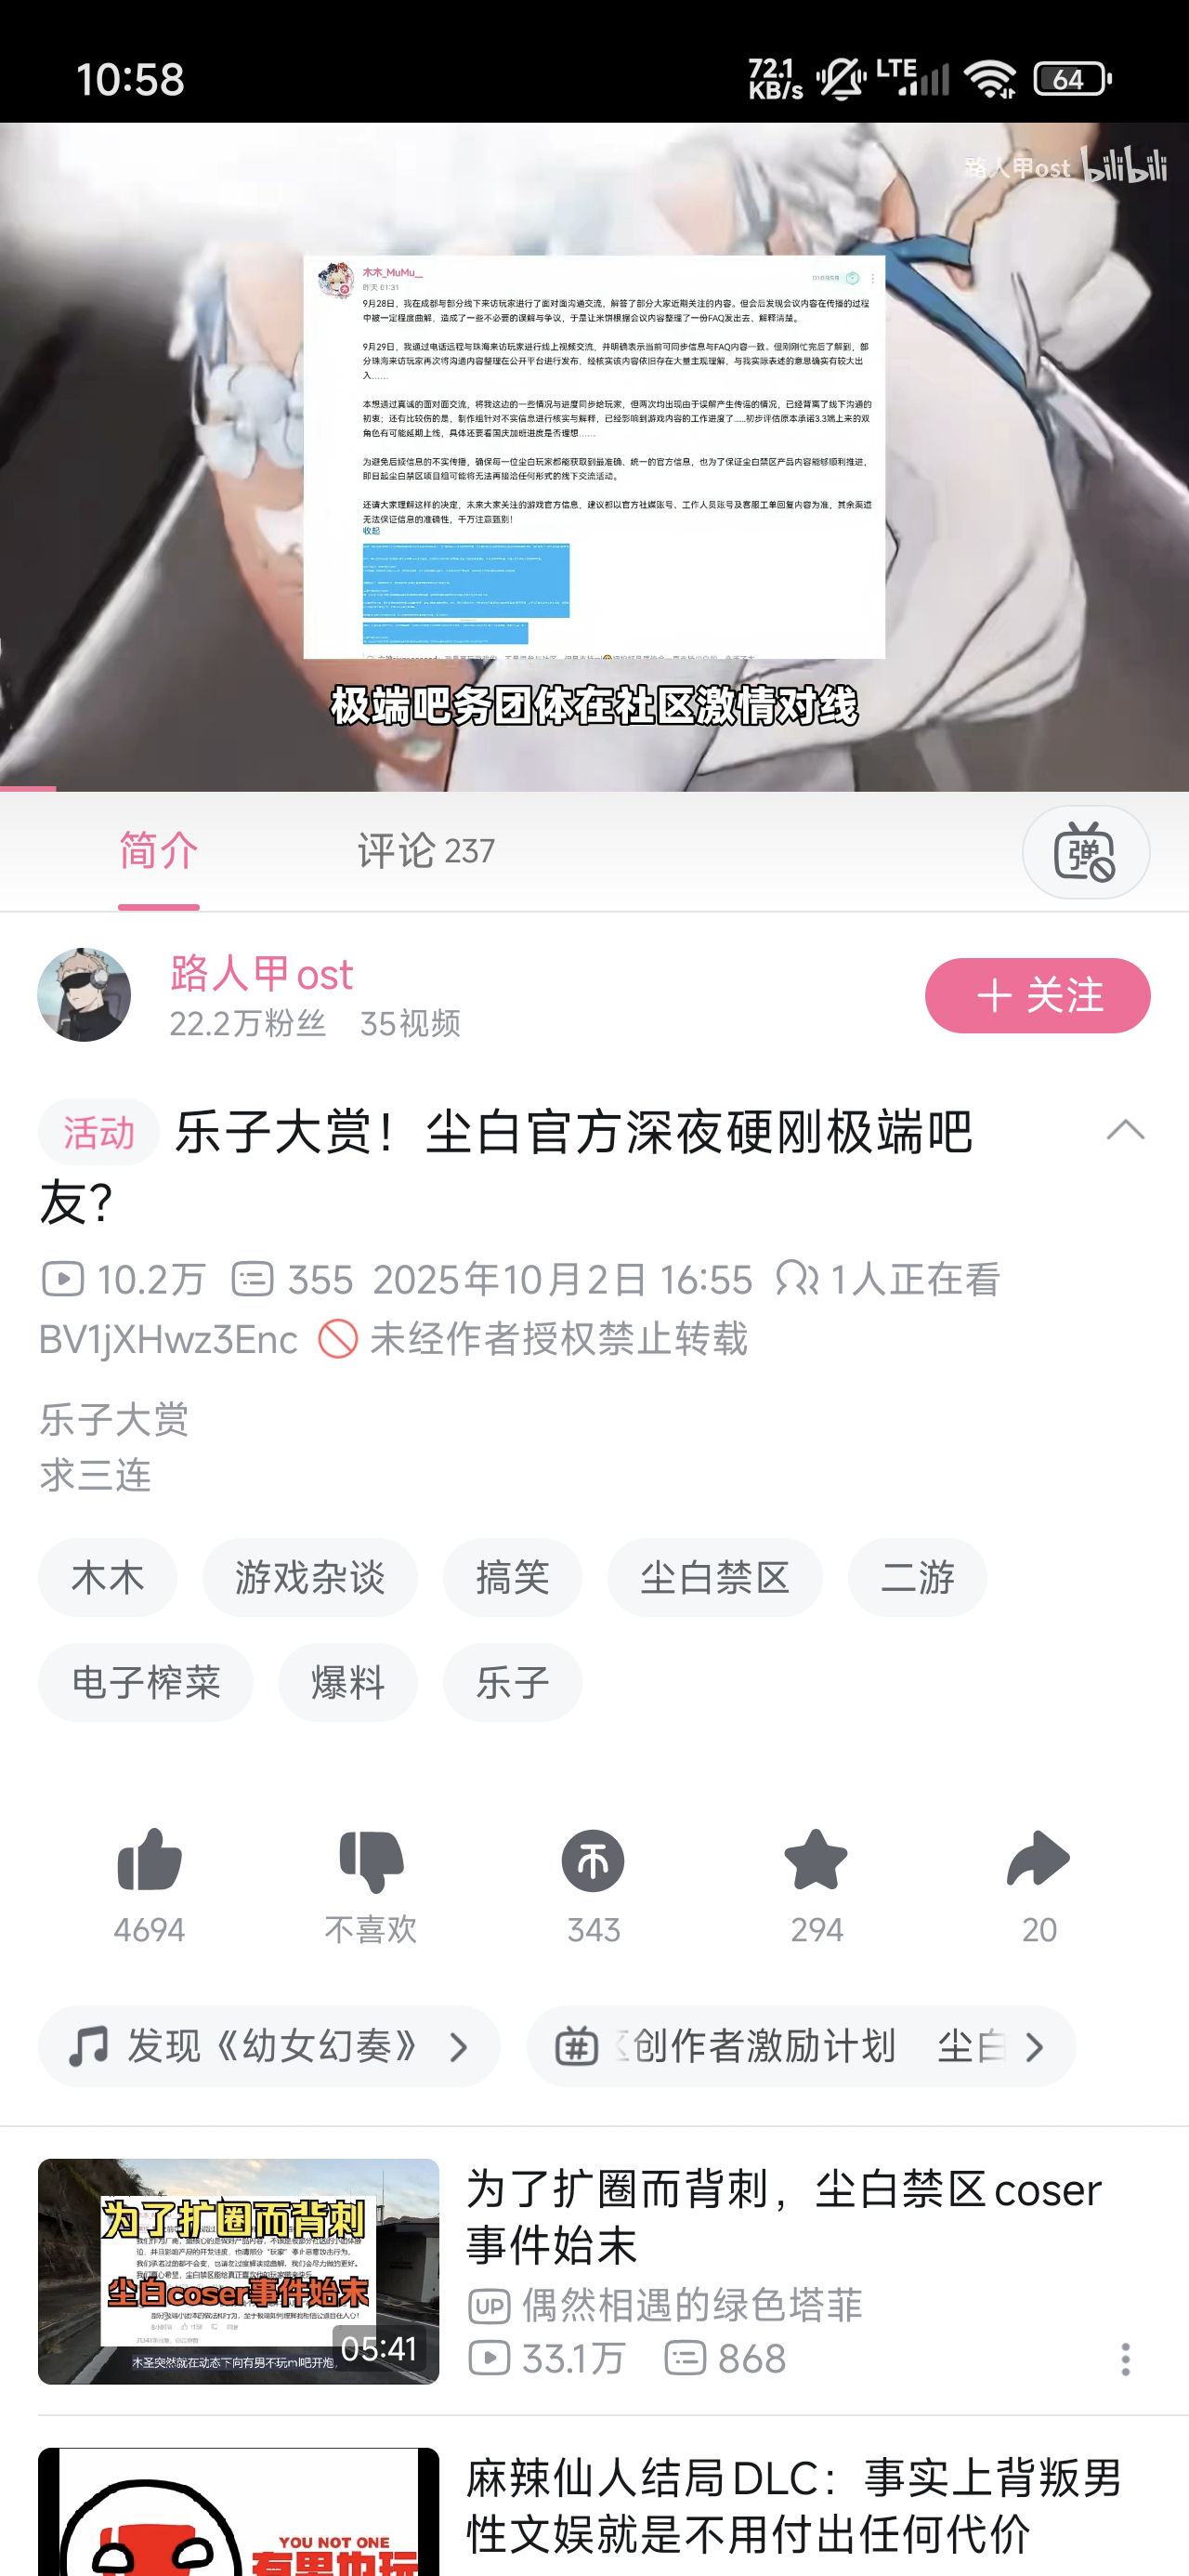 10:58
72.1
KB/s
LTE
64
路人甲ost bilibili
木木_MuMu__
昨天 01:31
9月28日，我在成都与部分线下来访玩家进行了面对面沟通交流，解答了部分大家近期关注的内容。但会后发现会议内容在传播的过程
中被一定程度曲解，造成了一些不必要的误解与争议，于是让米饼根据会议内容整理了一份FAQ发出去、解释清楚。
9月29日，我通过电话远程与珠海来访玩家进行线上视频交流，并明确表示当前可同步信息与FAQ内容一致。但刚刚忙完后了解到，部
分珠海来访玩家再次将沟通内容整理在公开平台进行发布，经核实该内容依旧存在大量主观理解，与我实际表述的意思确实有较大出
入……
本想通过真诚的面对面交流，将我这边的一些情况与进度同步给玩家，但两次均出现由于误解产生传谣的情况，已经背离了线下沟通的
初衷；还有比较伤的是，制作组针对不实信息进行核实与解释，已经影响到游戏内容的工作进度了……初步评估原本承诺3.3端上来的双
角色有可能延期上线，具体还要看国庆加班进度是否理想……
为避免后续信息的不实传播，确保每一位尘白玩家都能获取到最准确、统一的官方信息，也为了保证尘白禁区产品内容能够顺利推进，
即日起尘白禁区项目组可能将无法再接洽任何形式的线下交流活动。
还请大家理解这样的决定，未来大家关注的游戏官方信息，建议都以官方社媒账号、工作人员账号及客服工单回复内容为准，其余渠道
无法保证信息的准确性，千万注意甄别！
收起
极端吧务团体在社区激情对线
简介
评论 237
弹
路人甲ost
22.2万粉丝 35视频
关注
活动 乐子大赏！尘白官方深夜硬刚极端吧
友？
10.2万 355 2025年10月2日 16:55 1人正在看
BV1jXHwz3Enc 未经作者授权禁止转载
乐子大赏
求三连
木木 游戏杂谈 搞笑 尘白禁区 二游
电子榨菜 爆料 乐子
4694 不喜欢 343 294 20
发现《幼女幻奏》
创作者激励计划 尘白
为了扩圈而背刺
尘白coser事件始末
木圣突然就在动态下向有男不玩ml吧开炮
05:41
为了扩圈而背刺，尘白禁区coser
事件始末
UP 偶然相遇的绿色塔菲
33.1万 868
YOU NOT ONE
有男也玩
麻辣仙人结局DLC：事实上背叛男
性文娱就是不用付出任何代价